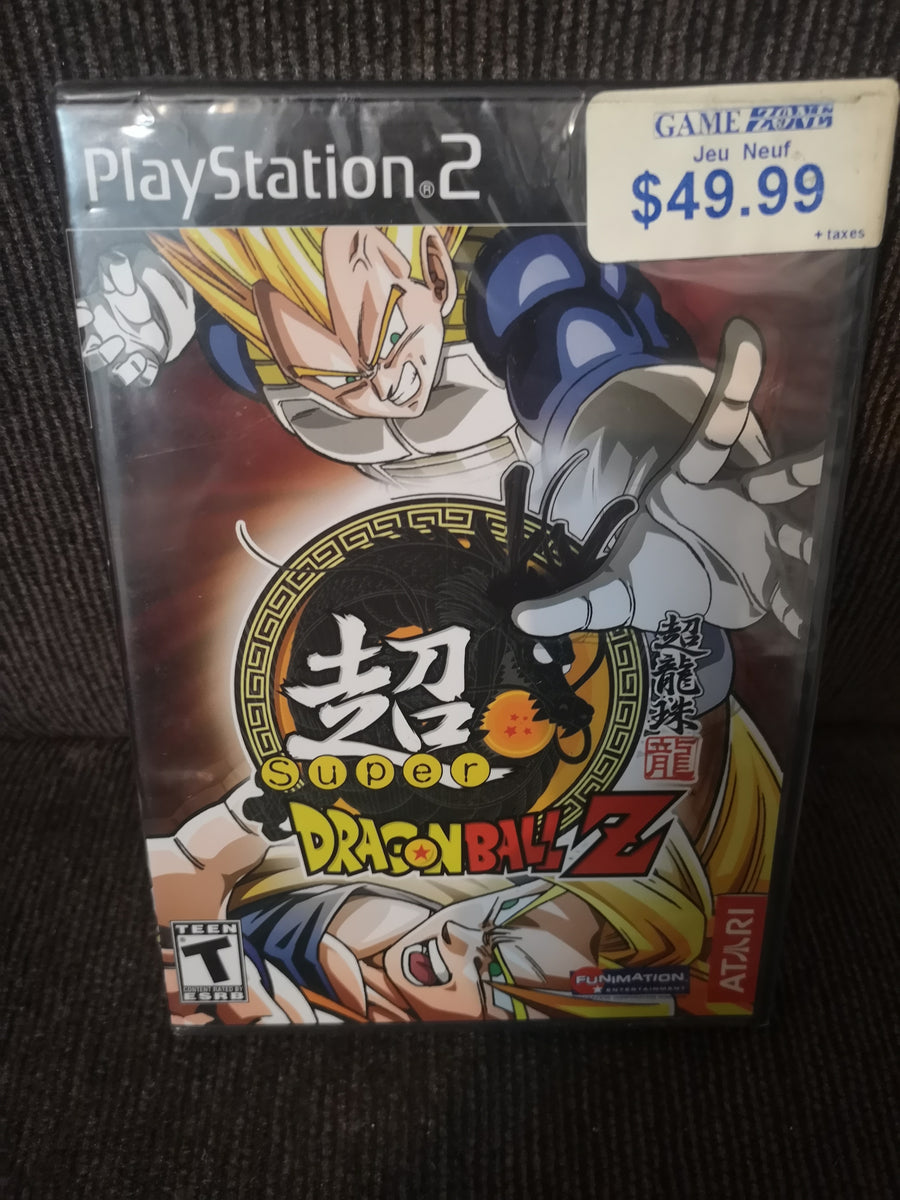 PlayStation®2
GAME ZONE
Jeu Neuf
$49.99
+ taxes
超
Super
DRAGON BALL Z
超龍珠
龍
TEEN
T
CONTENT RATED BY
ESRB
FUNIMATION
ENTERTAINMENT
ATARI